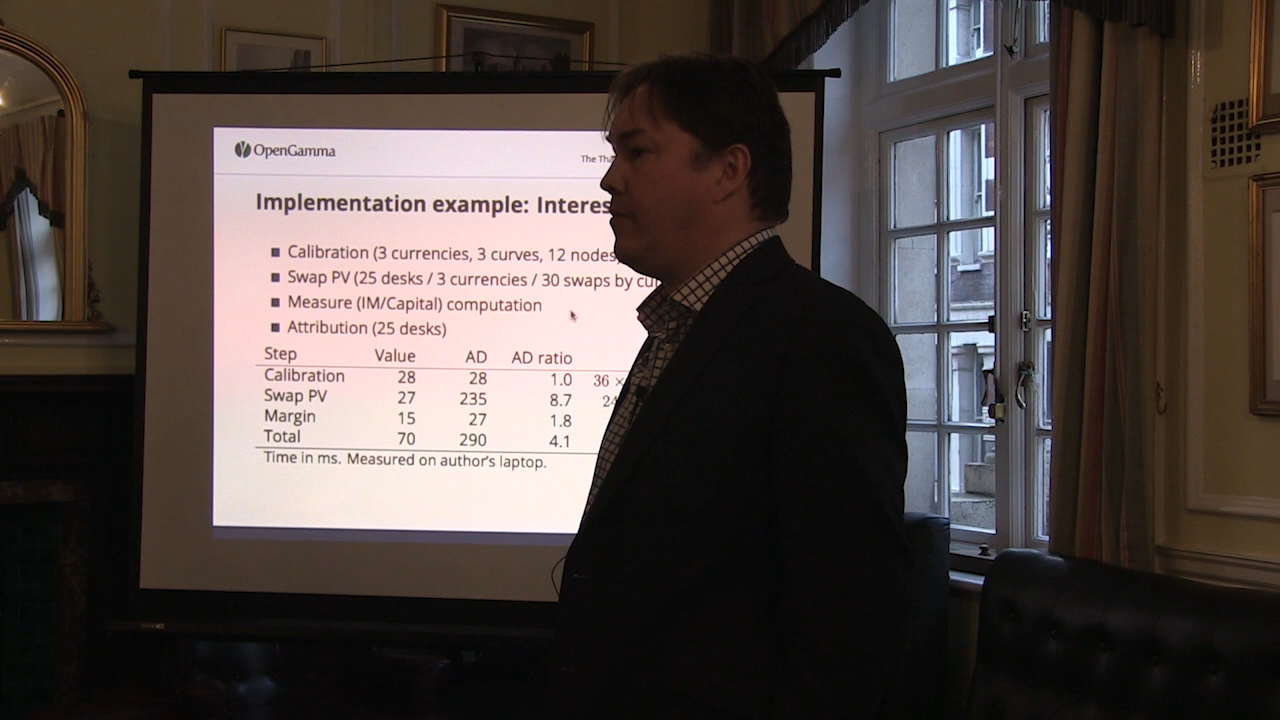 OpenGamma
The
Implementation example: Interes
Calibration (3 currencies, 3 curves, 12 nodes,
Swap PV (25 desks / 3 currencies / 30 swaps by cu
Measure (IM/Capital) computation
Attribution (25 desks)
Step Value AD AD ratio
Calibration 28 28 1.0 36 ×
Swap PV 27 235 8.7 24
Margin 15 27 1.8
Total 70 290 4.1
Time in ms. Measured on author's laptop.